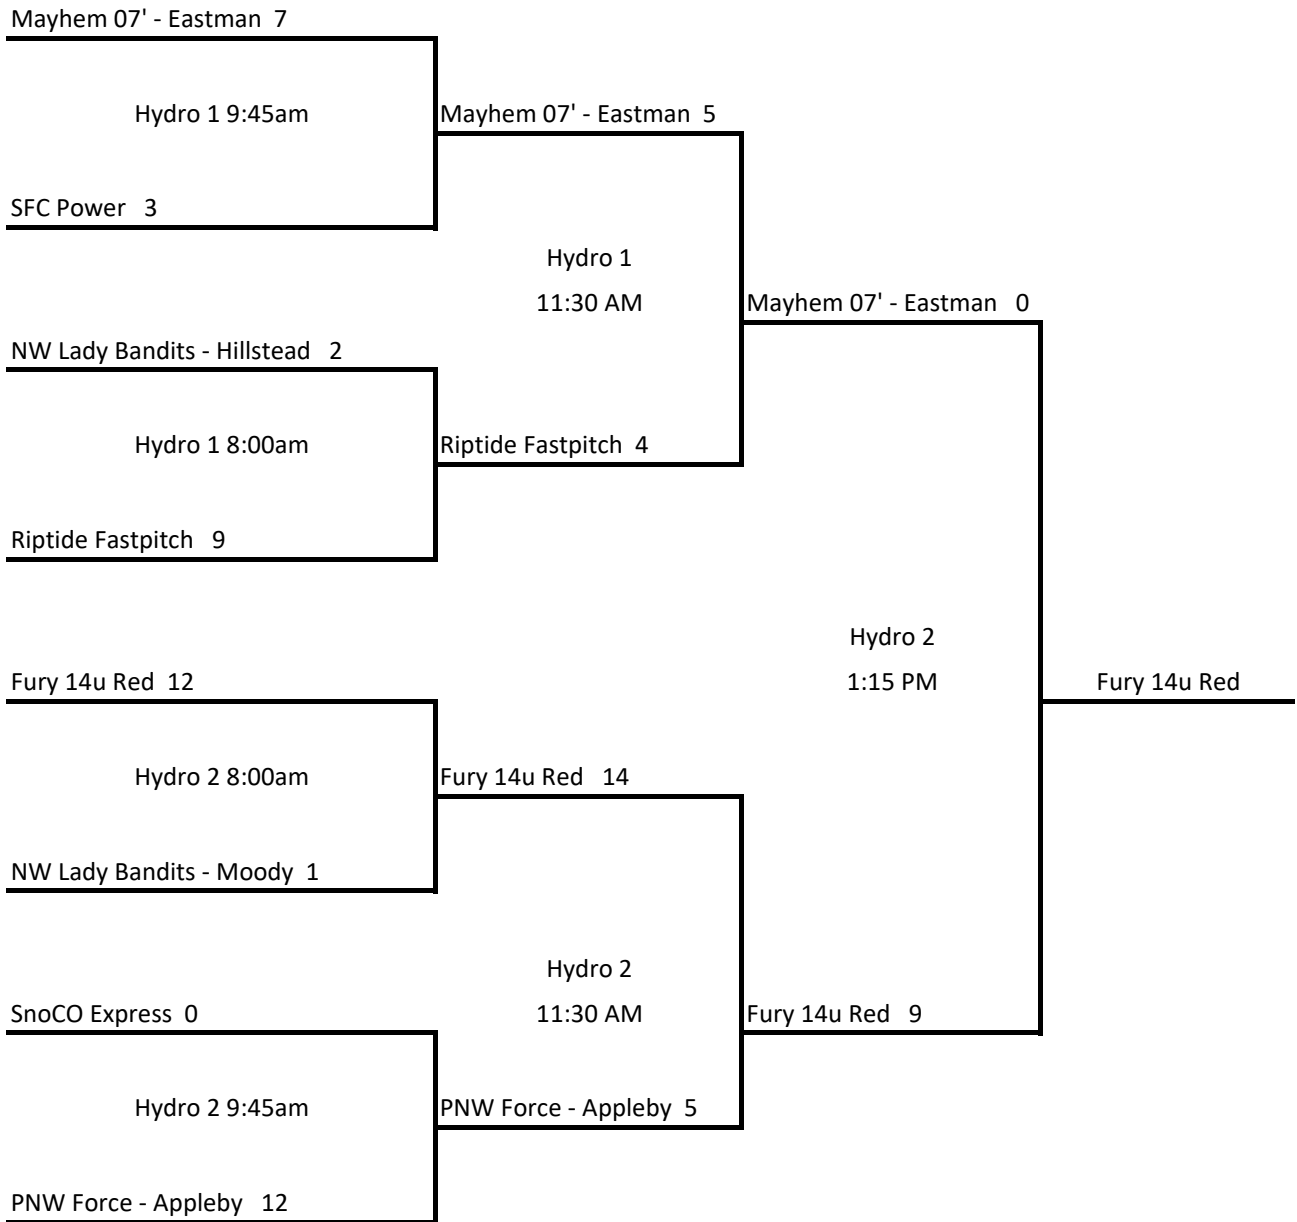 Mayhem 07' - Eastman  7
Hydro 1 9:45am
Mayhem 07' - Eastman  5
SFC Power   3
Hydro 1
11:30 AM
Mayhem 07' - Eastman   0
NW Lady Bandits - Hillstead   2
Hydro 1 8:00am
Riptide Fastpitch  4
Riptide Fastpitch   9
Hydro 2
1:15 PM
Fury 14u Red  12
Fury 14u Red
Hydro 2 8:00am
Fury 14u Red   14
NW Lady Bandits - Moody  1
Hydro 2
11:30 AM
SnoCO Express  0
Fury 14u Red   9
Hydro 2 9:45am
PNW Force - Appleby  5
PNW Force - Appleby   12